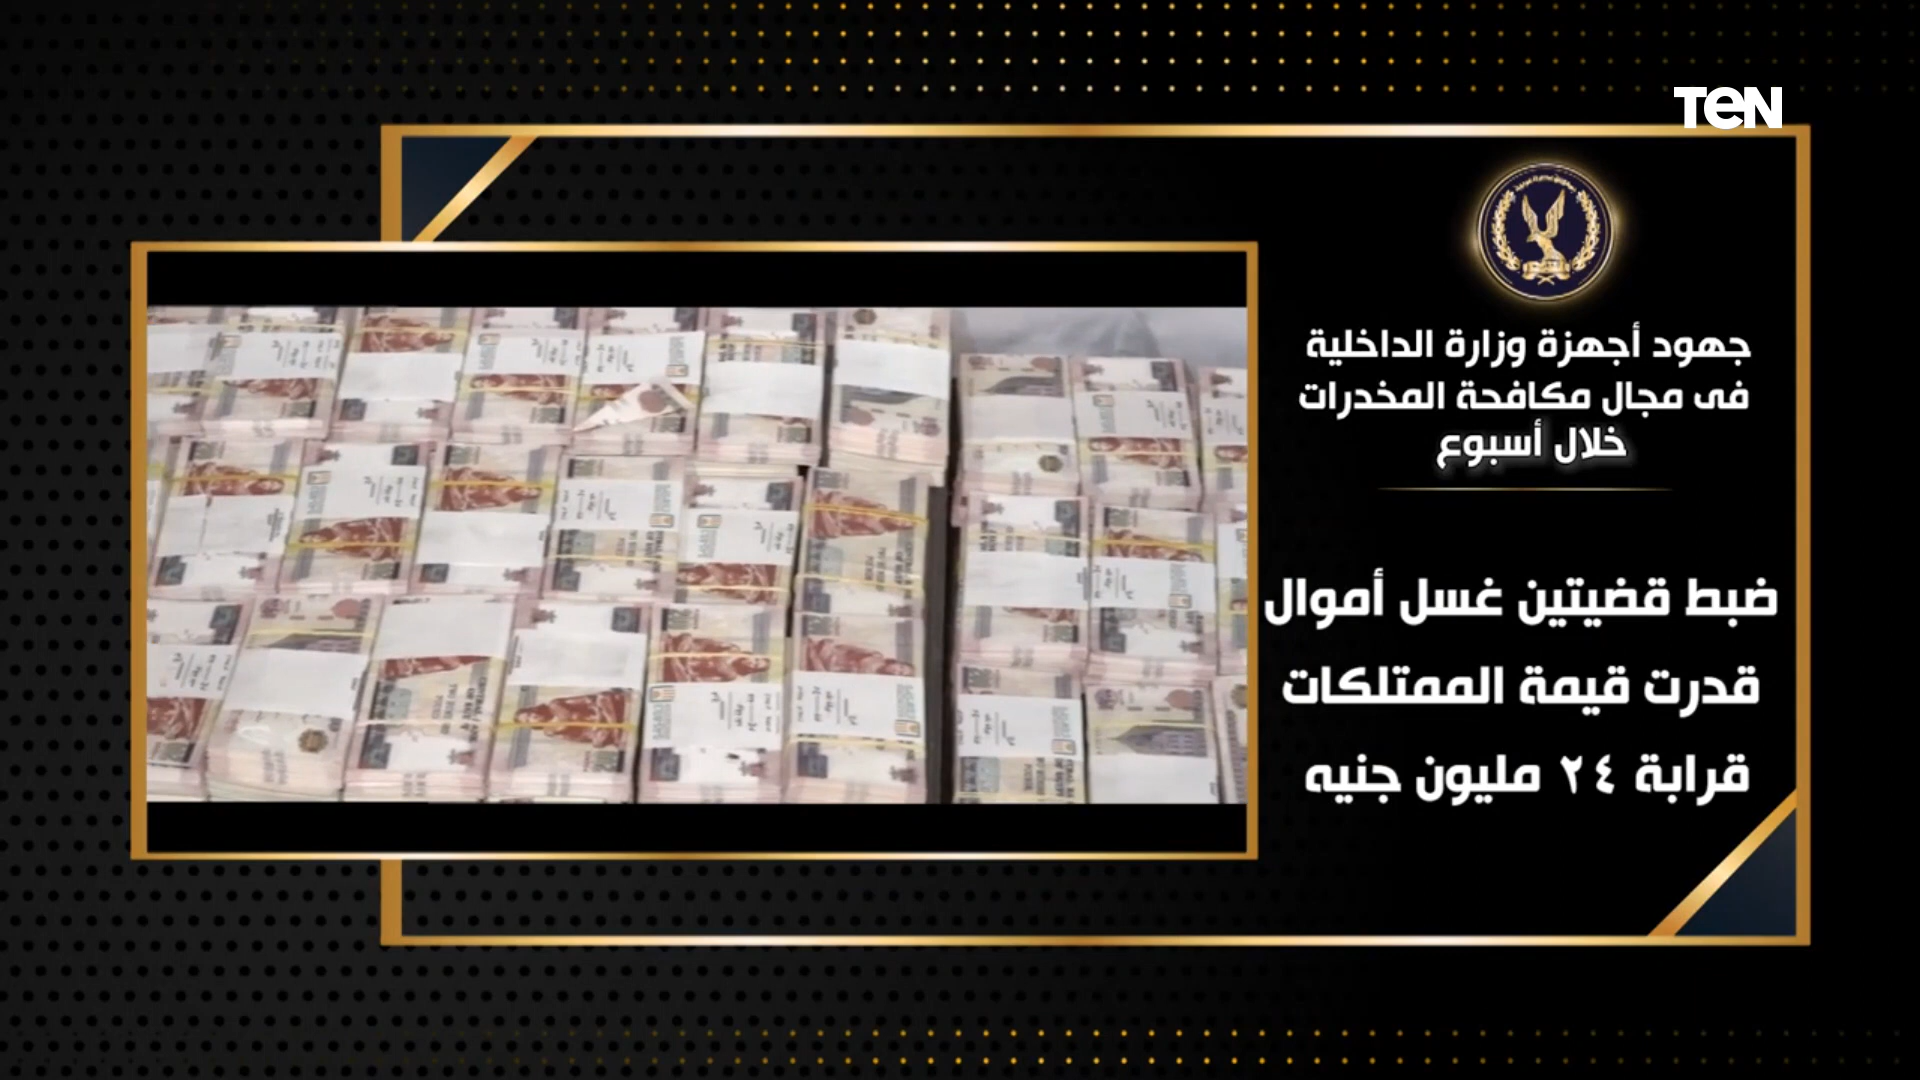 TeN
جهود أجهزة وزارة الداخلية
فى مجال مكافحة المخدرات
خلال أسبوع
ضبط قضيتين غسل أموال
قدرت قيمة الممتلكات
قرابة ٢٤ مليون جنيه